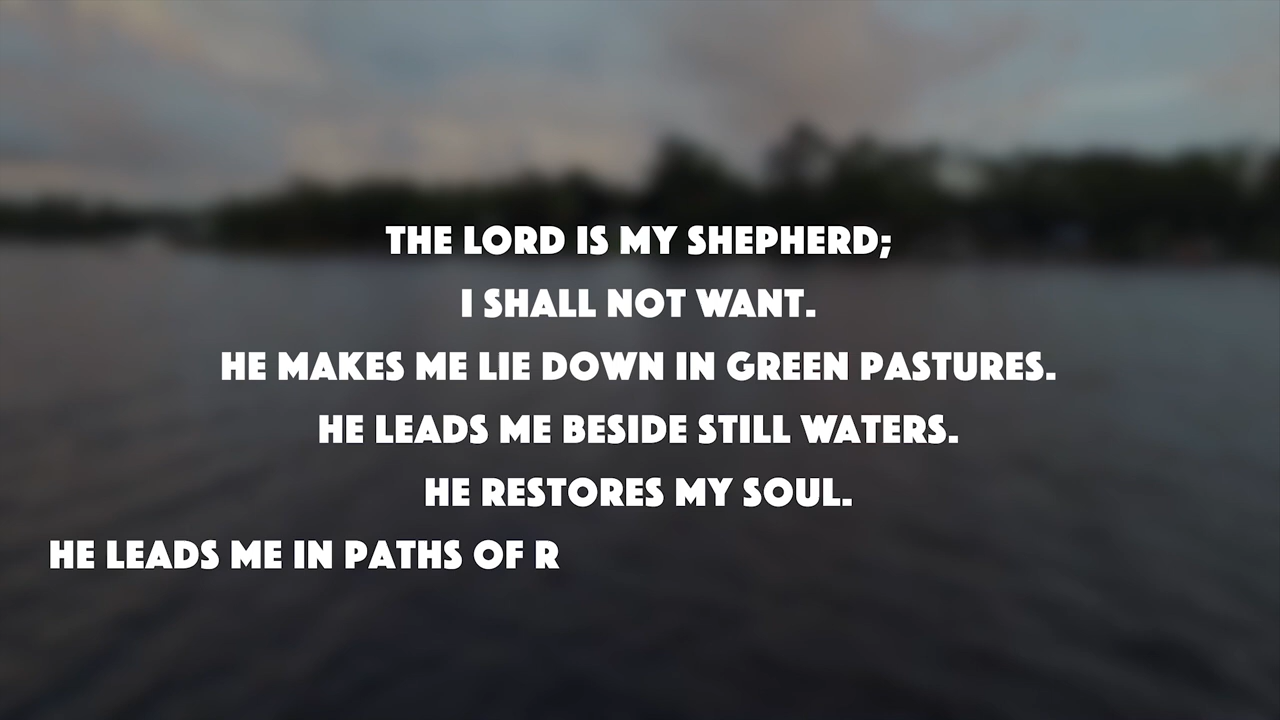 THE LORD IS MY SHEPHERD;
I SHALL NOT WANT.
HE MAKES ME LIE DOWN IN GREEN PASTURES.
HE LEADS ME BESIDE STILL WATERS.
HE RESTORES MY SOUL.
HE LEADS ME IN PATHS OF R